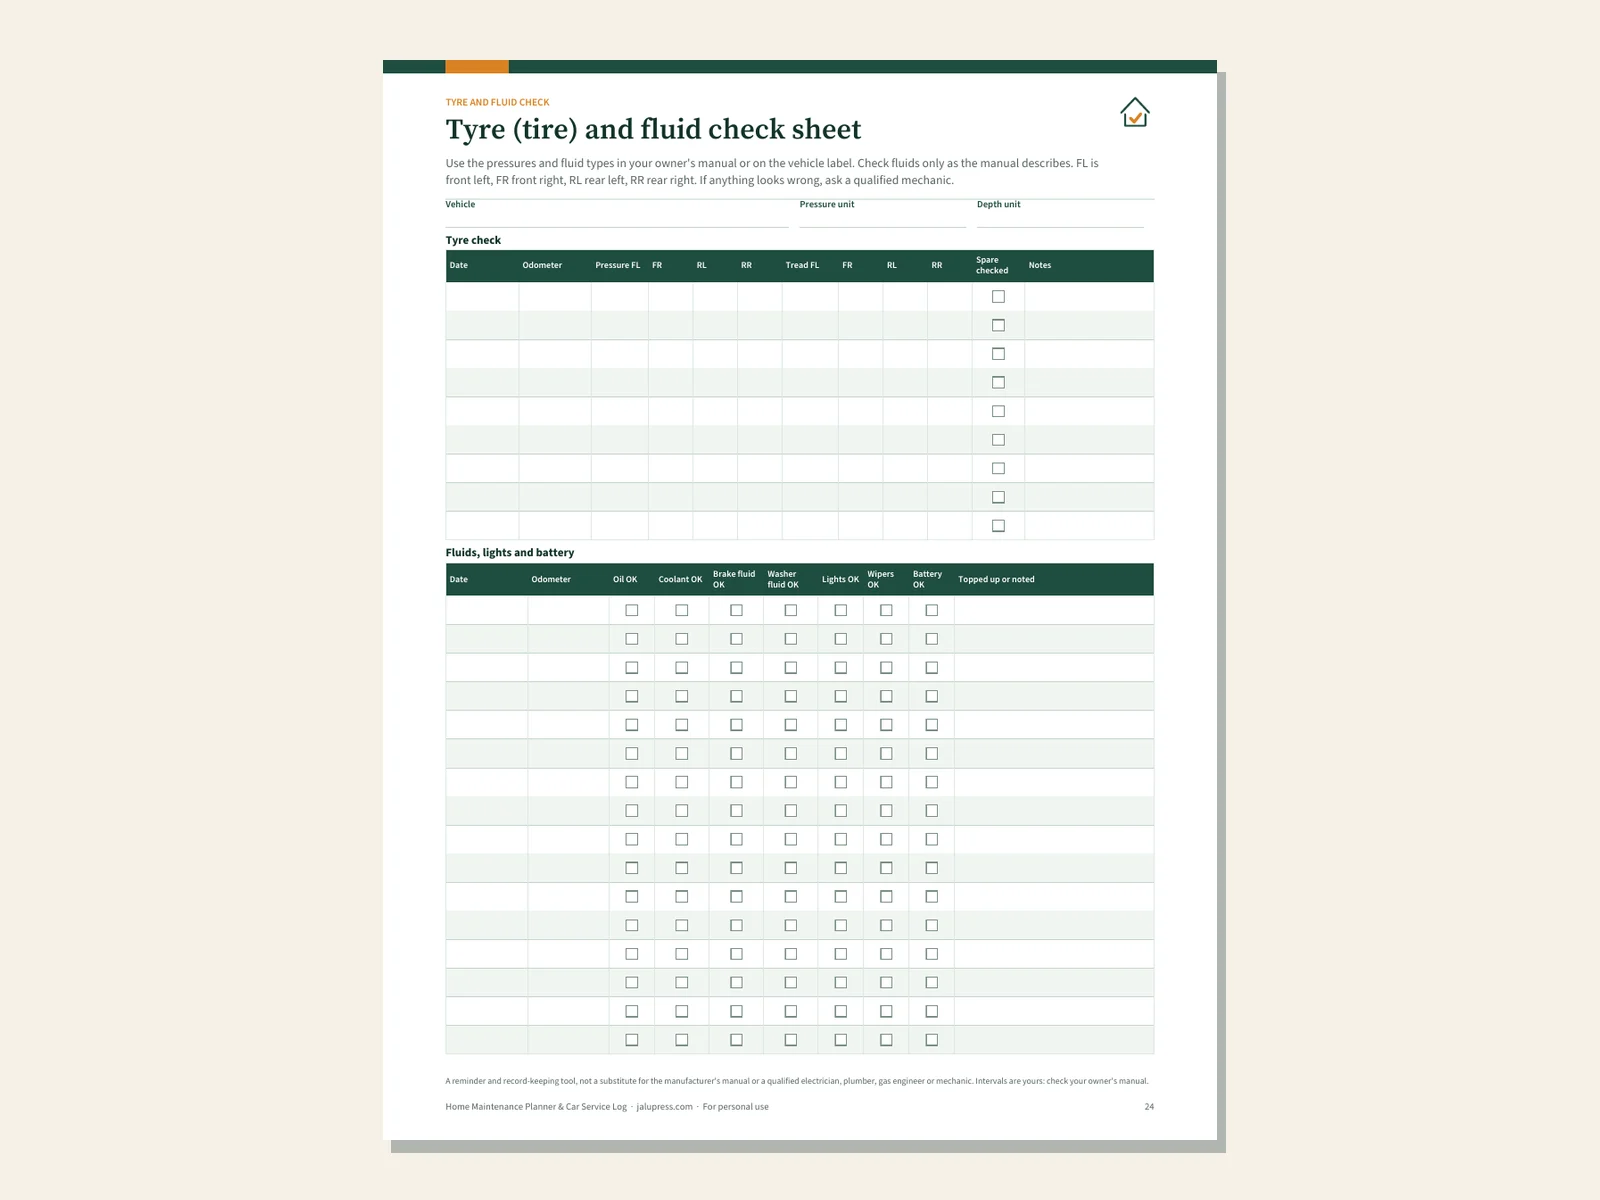 TYRE AND FLUID CHECK
Tyre (tire) and fluid check sheet
Use the pressures and fluid types in your owner's manual or on the vehicle label. Check fluids only as the manual describes. FL is
front left, FR front right, RL rear left, RR rear right. If anything looks wrong, ask a qualified mechanic.
Vehicle Pressure unit Depth unit
Tyre check
Date Odometer Pressure FL FR RL RR Tread FL FR RL RR Spare checked Notes
Fluids, lights and battery
Date Odometer Oil OK Coolant OK Brake fluid OK Washer fluid OK Lights OK Wipers OK Battery OK Topped up or noted
A reminder and record-keeping tool, not a substitute for the manufacturer's manual or a qualified electrician, plumber, gas engineer or mechanic. Intervals are yours: check your owner's manual.
Home Maintenance Planner & Car Service Log · jalupress.com · For personal use 24